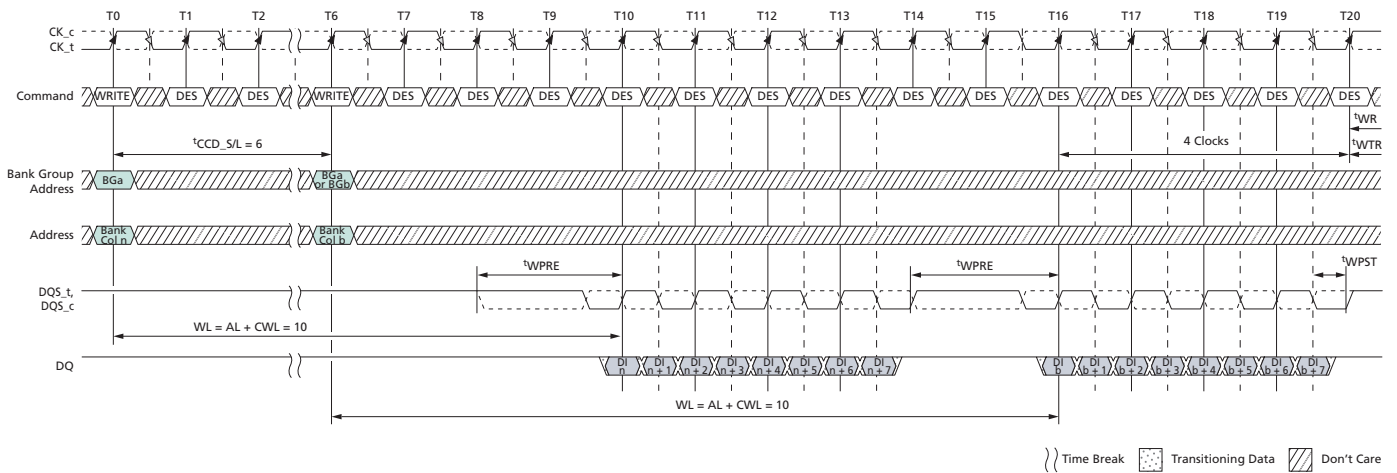 T0 T1 T2 T6 T7 T8 T9 T10 T11 T12 T13 T14 T15 T16 T17 T18 T19 T20
CK_c
CK_t
Command WRITE DES DES WRITE DES DES DES DES DES DES DES DES DES DES DES DES DES DES
tWR
tCCD_S/L = 6 4 Clocks tWTR
Bank Group
Address BGa BGa
or BGb
Address Bank
Col n Bank
Col b
tWPRE tWPRE tWPST
DQS_t,
DQS_c
WL = AL + CWL = 10
DQ DI
n DI
n + 1 DI
n + 2 DI
n + 3 DI
n + 4 DI
n + 5 DI
n + 6 DI
n + 7 DI
b DI
b + 1 DI
b + 2 DI
b + 3 DI
b + 4 DI
b + 5 DI
b + 6 DI
b + 7
WL = AL + CWL = 10
Time Break Transitioning Data Don't Care